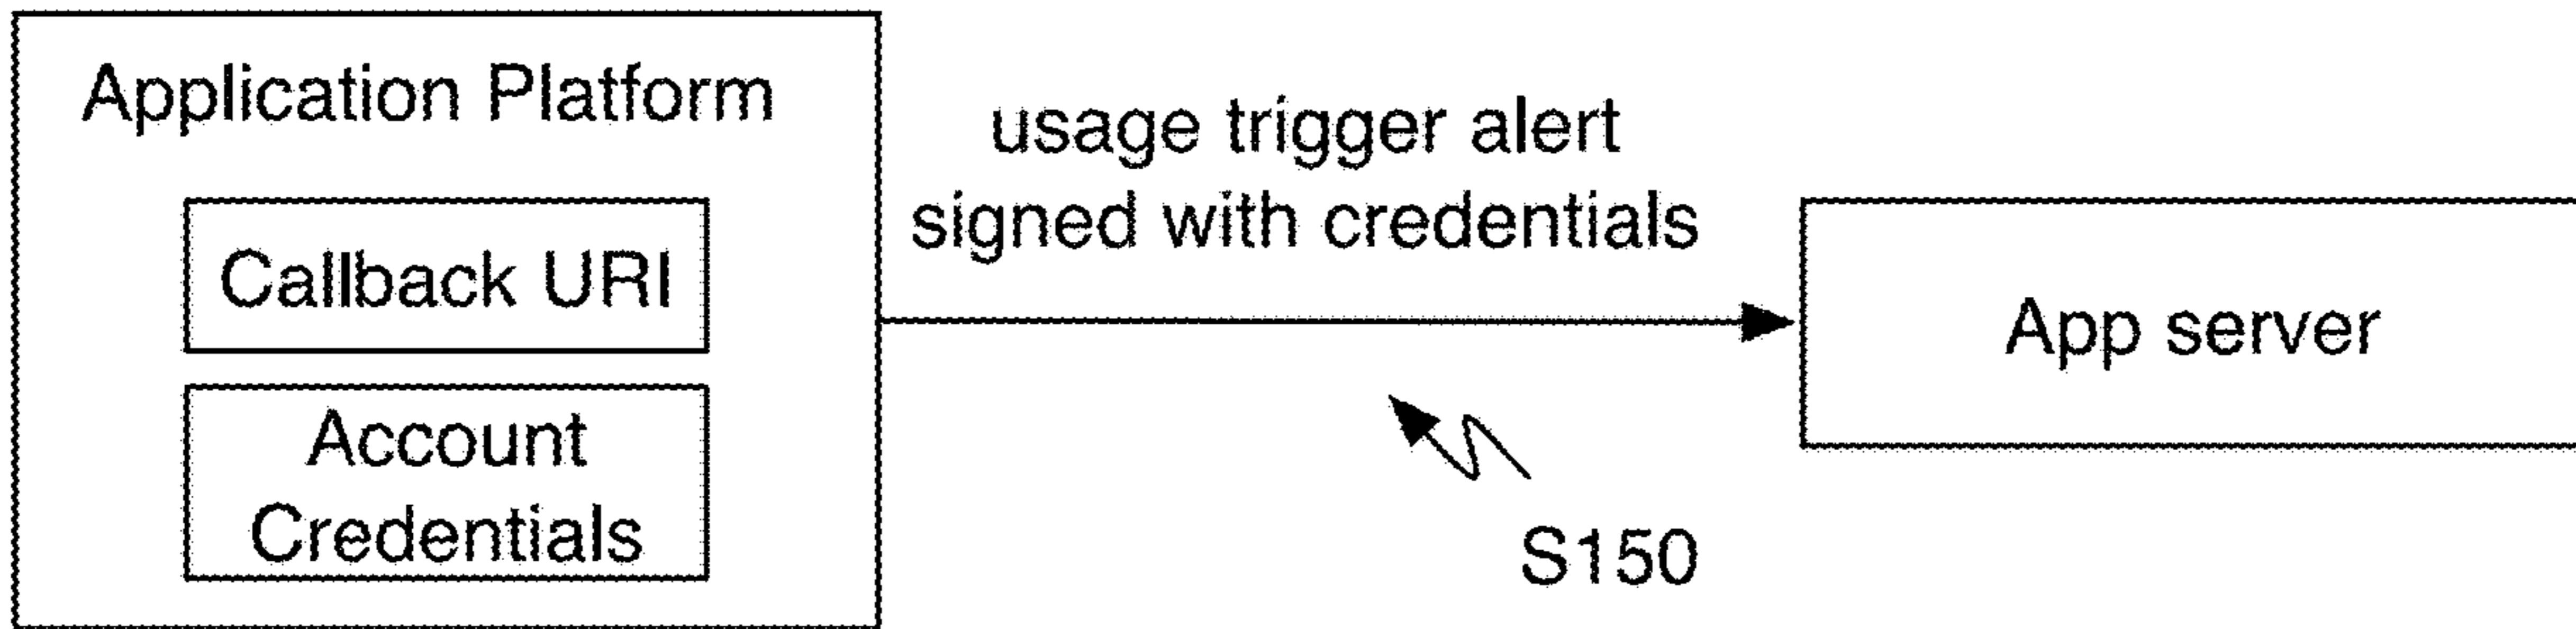 Application Platform
Callback URI
Account
Credentials
usage trigger alert
signed with credentials
App server
S150